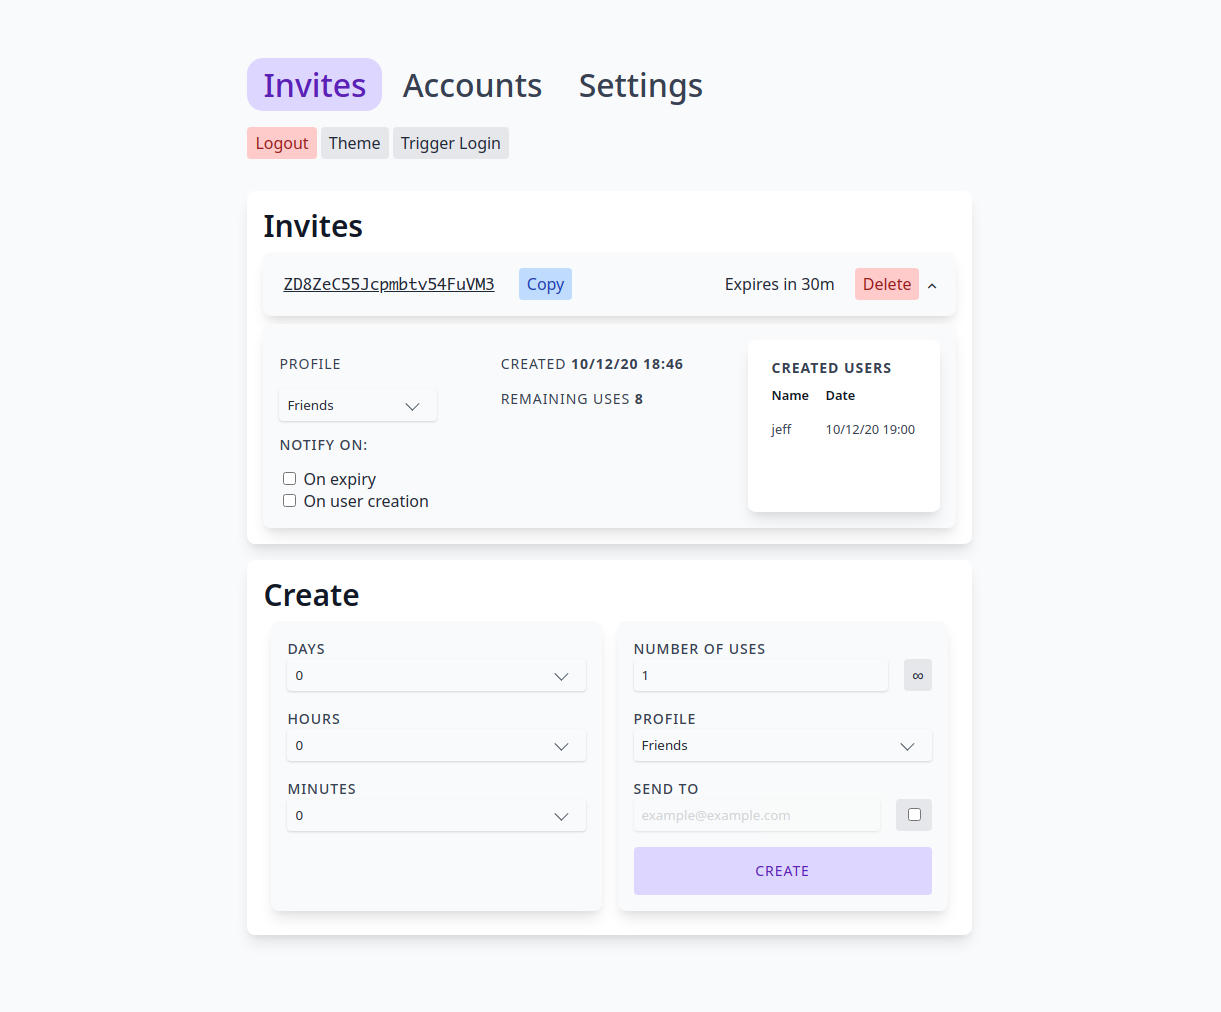 Invites Accounts Settings
Logout Theme Trigger Login
Invites
ZD8ZeC55Jcpmbtv54FuVM3 Copy Expires in 30m Delete
PROFILE
Friends
NOTIFY ON:
On expiry
On user creation
CREATED 10/12/20 18:46
REMAINING USES 8
CREATED USERS
Name Date
jeff 10/12/20 19:00
Create
DAYS
0
HOURS
0
MINUTES
0
NUMBER OF USES
1 ∞
PROFILE
Friends
SEND TO
example@example.com
CREATE